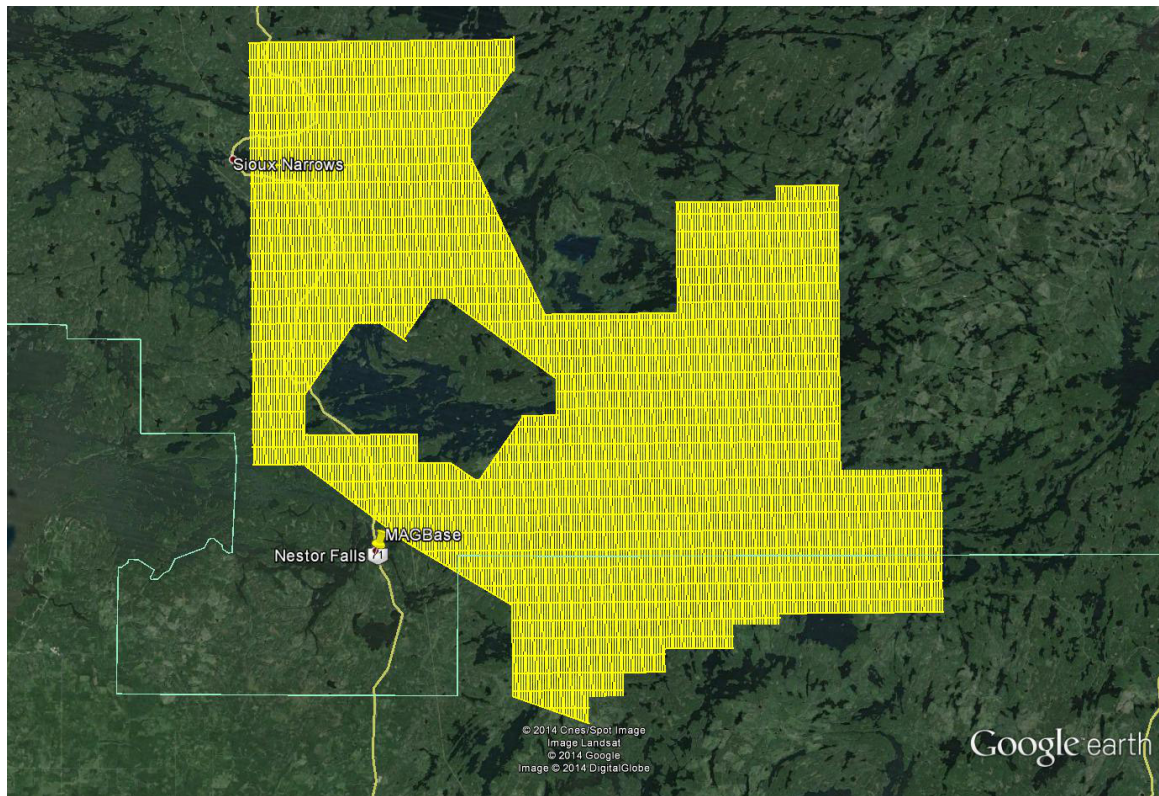 Sioux Narrows
MAGBase
Nestor Falls
71
© 2014 Cnes/Spot Image
Image Landsat
© 2014 Google
Image © 2014 DigitalGlobe
Google earth